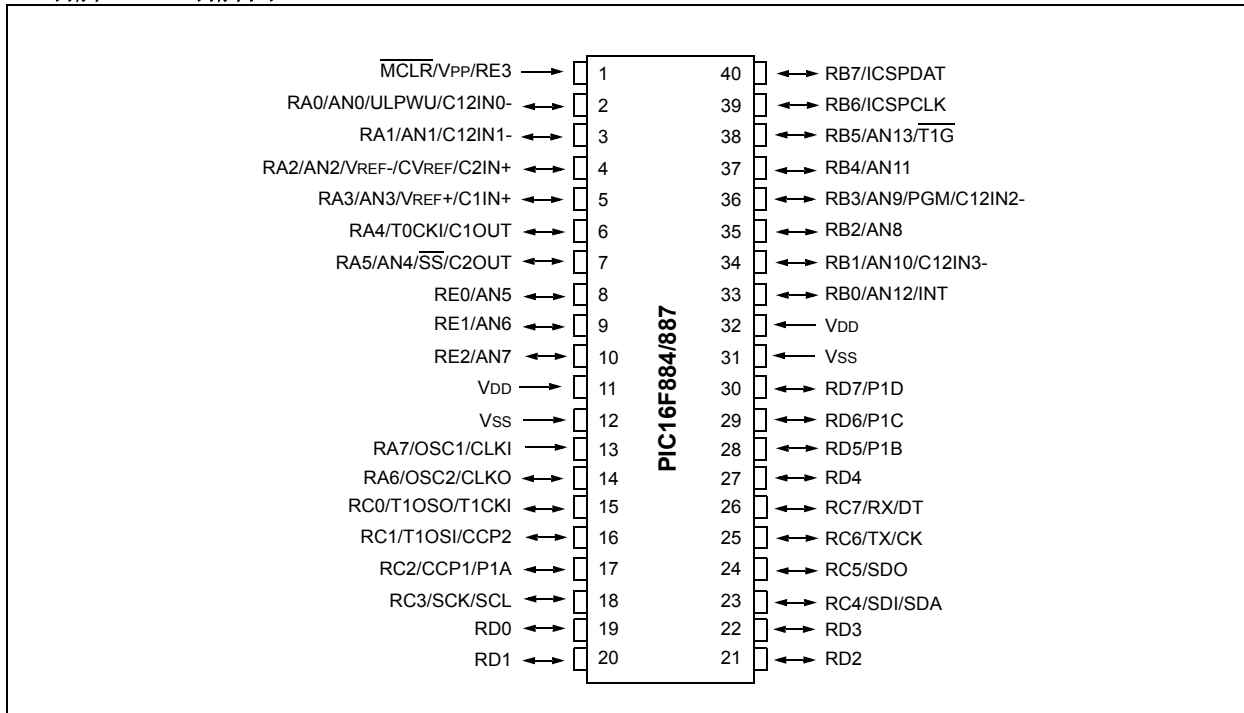 MCLR/VPP/RE3 1 40 RB7/ICSPDAT
RA0/AN0/ULPWU/C12IN0- 2 39 RB6/ICSPCLK
RA1/AN1/C12IN1- 3 38 RB5/AN13/T1G
RA2/AN2/VREF-/CVREF/C2IN+ 4 37 RB4/AN11
RA3/AN3/VREF+/C1IN+ 5 36 RB3/AN9/PGM/C12IN2-
RA4/T0CKI/C1OUT 6 35 RB2/AN8
RA5/AN4/SS/C2OUT 7 34 RB1/AN10/C12IN3-
RE0/AN5 8 33 RB0/AN12/INT
RE1/AN6 9 32 VDD
RE2/AN7 10 31 VSS
VDD 11 30 RD7/P1D
VSS 12 29 RD6/P1C
RA7/OSC1/CLKI 13 28 RD5/P1B
RA6/OSC2/CLKO 14 27 RD4
RC0/T1OSO/T1CKI 15 26 RC7/RX/DT
RC1/T1OSI/CCP2 16 25 RC6/TX/CK
RC2/CCP1/P1A 17 24 RC5/SDO
RC3/SCK/SCL 18 23 RC4/SDI/SDA
RD0 19 22 RD3
RD1 20 21 RD2
PIC16F884/887